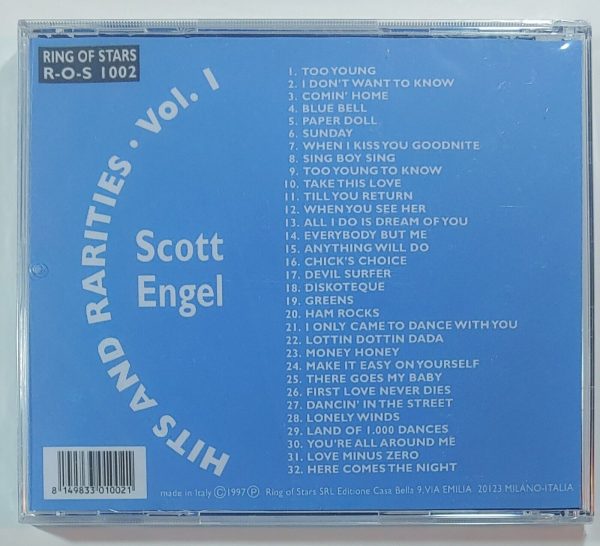 RING OF STARS
R-O-S 1002
HITS AND RARITIES · Vol. 1
Scott
Engel
1. TOO YOUNG
2. I DON'T WANT TO KNOW
3. COMIN' HOME
4. BLUE BELL
5. PAPER DOLL
6. SUNDAY
7. WHEN I KISS YOU GOODNITE
8. SING BOY SING
9. TOO YOUNG TO KNOW
10. TAKE THIS LOVE
11. TILL YOU RETURN
12. WHEN YOU SEE HER
13. ALL I DO IS DREAM OF YOU
14. EVERYBODY BUT ME
15. ANYTHING WILL DO
16. CHICK'S CHOICE
17. DEVIL SURFER
18. DISKOTEQUE
19. GREENS
20. HAM ROCKS
21. I ONLY CAME TO DANCE WITH YOU
22. LOTTIN DOTTIN DADA
23. MONEY HONEY
24. MAKE IT EASY ON YOURSELF
25. THERE GOES MY BABY
26. FIRST LOVE NEVER DIES
27. DANCIN' IN THE STREET
28. LONELY WINDS
29. LAND OF 1.000 DANCES
30. YOU'RE ALL AROUND ME
31. LOVE MINUS ZERO
32. HERE COMES THE NIGHT
8 149833 010021
made in Italy Ⓒ1997Ⓟ Ring of Stars SRL Editione Casa Bella 9,VIA EMILIA 20123 MILANO-ITALIA